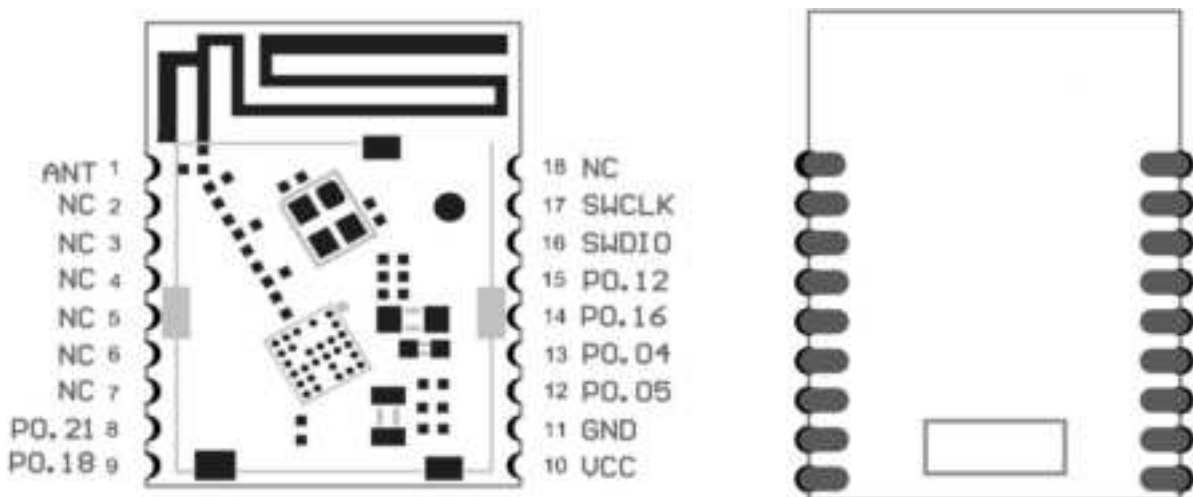 ANT 1
NC 2
NC 3
NC 4
NC 5
NC 6
NC 7
P0.21 8
P0.18 9
18 NC
17 SWCLK
16 SWDIO
15 P0.12
14 P0.16
13 P0.04
12 P0.05
11 GND
10 VCC